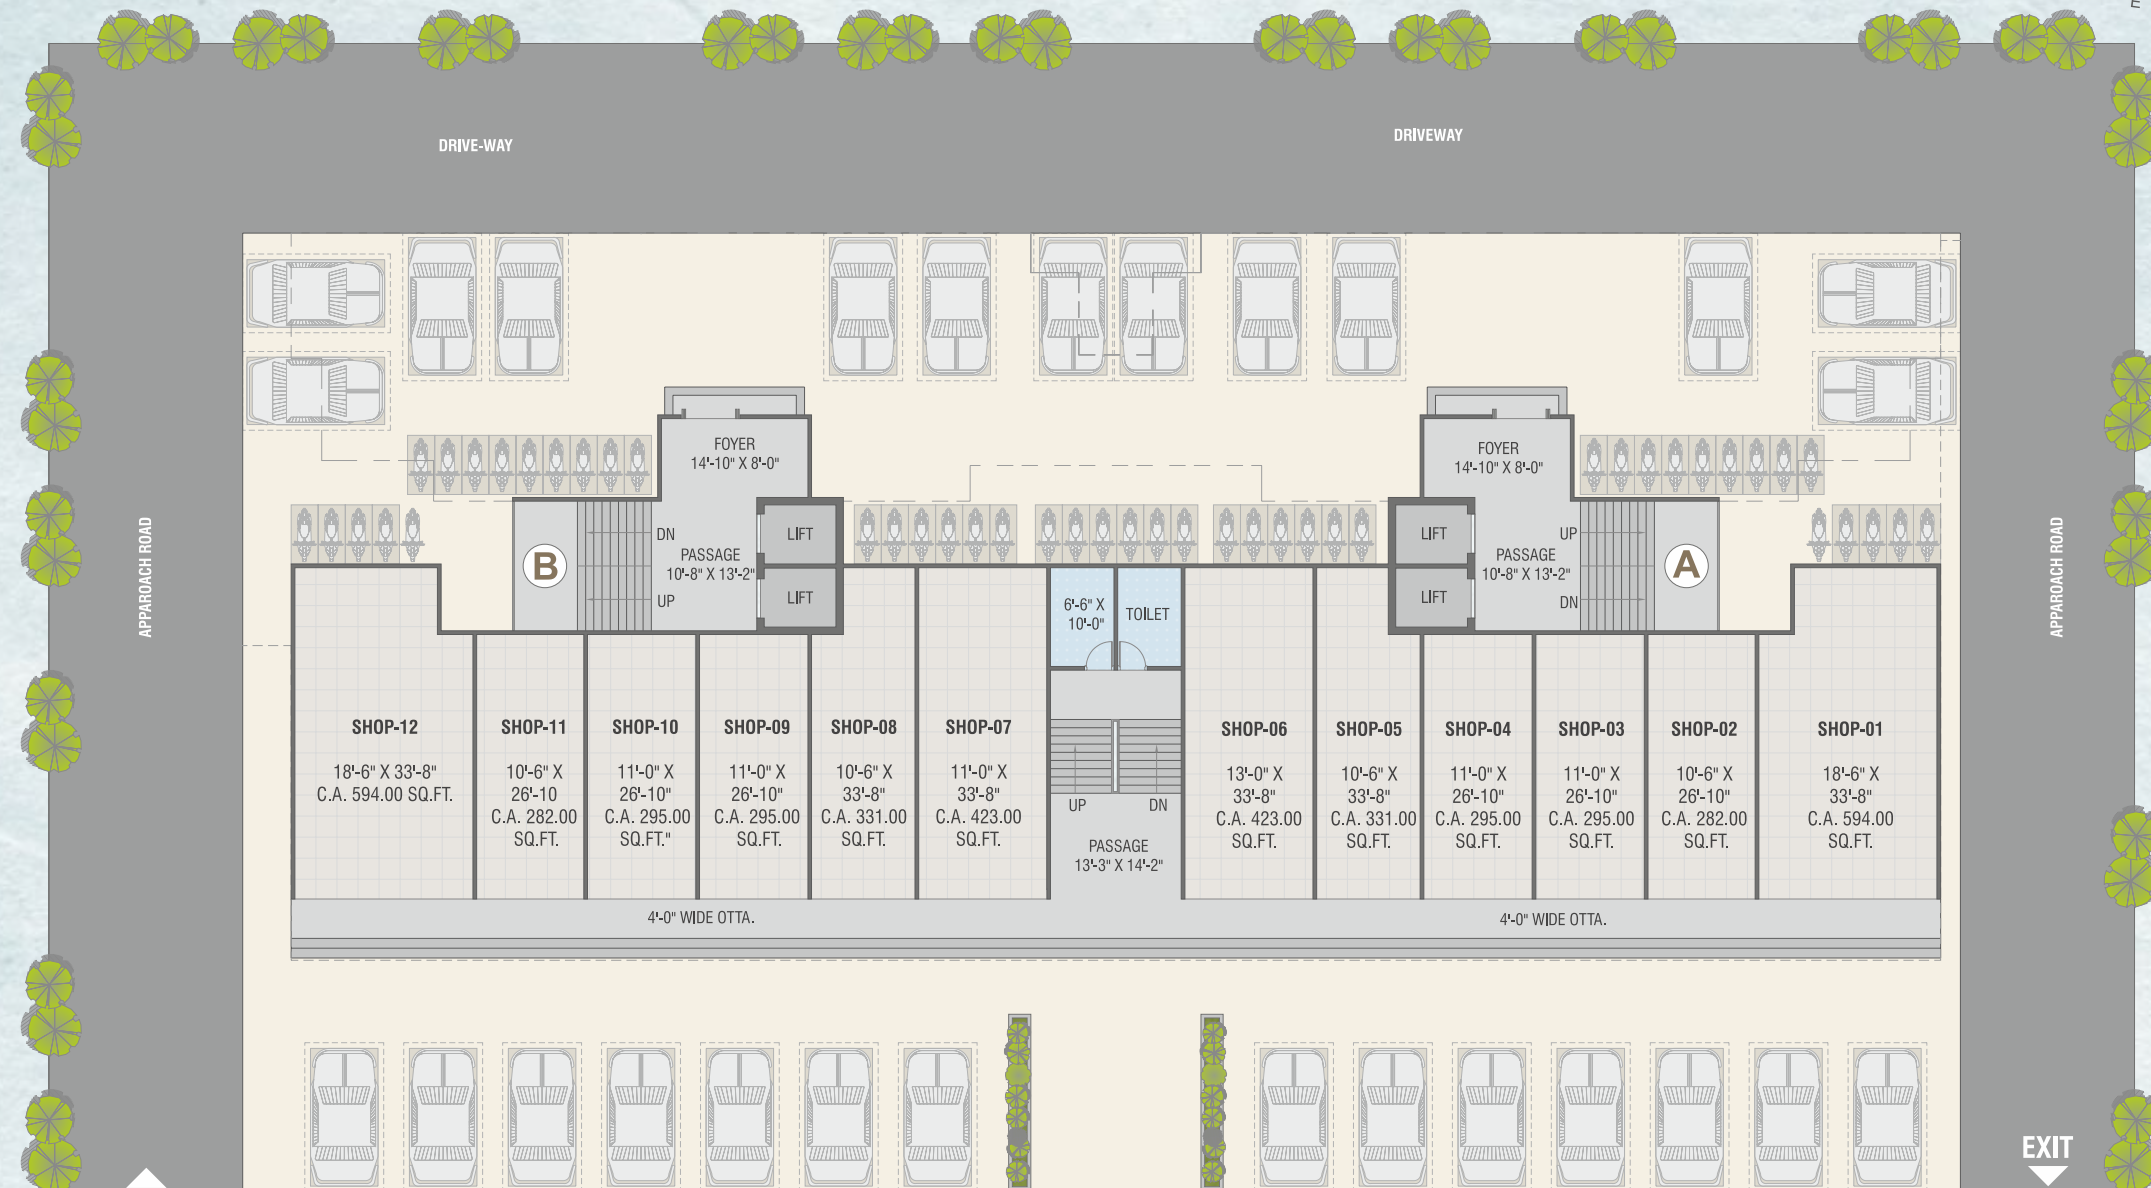 DRIVE-WAY
DRIVEWAY
APPAROACH ROAD
APPAROACH ROAD
FOYER
14'-10" X 8'-0"
DN
PASSAGE
10'-8" X 13'-2"
UP
LIFT
LIFT
B
FOYER
14'-10" X 8'-0"
LIFT
LIFT
UP
PASSAGE
10'-8" X 13'-2"
DN
A
6'-6" X
10'-0"
TOILET
SHOP-12
18'-6" X 33'-8"
C.A. 594.00 SQ.FT.
SHOP-11
10'-6" X
26'-10
C.A. 282.00
SQ.FT.
SHOP-10
11'-0" X
26'-10"
C.A. 295.00
SQ.FT."
SHOP-09
11'-0" X
26'-10"
C.A. 295.00
SQ.FT.
SHOP-08
10'-6" X
33'-8"
C.A. 331.00
SQ.FT.
SHOP-07
11'-0" X
33'-8"
C.A. 423.00
SQ.FT.
UP
DN
PASSAGE
13'-3" X 14'-2"
SHOP-06
13'-0" X
33'-8"
C.A. 423.00
SQ.FT.
SHOP-05
10'-6" X
33'-8"
C.A. 331.00
SQ.FT.
SHOP-04
11'-0" X
26'-10"
C.A. 295.00
SQ.FT.
SHOP-03
11'-0" X
26'-10"
C.A. 295.00
SQ.FT.
SHOP-02
10'-6" X
26'-10"
C.A. 282.00
SQ.FT.
SHOP-01
18'-6" X
33'-8"
C.A. 594.00
SQ.FT.
4'-0" WIDE OTTA.
4'-0" WIDE OTTA.
EXIT